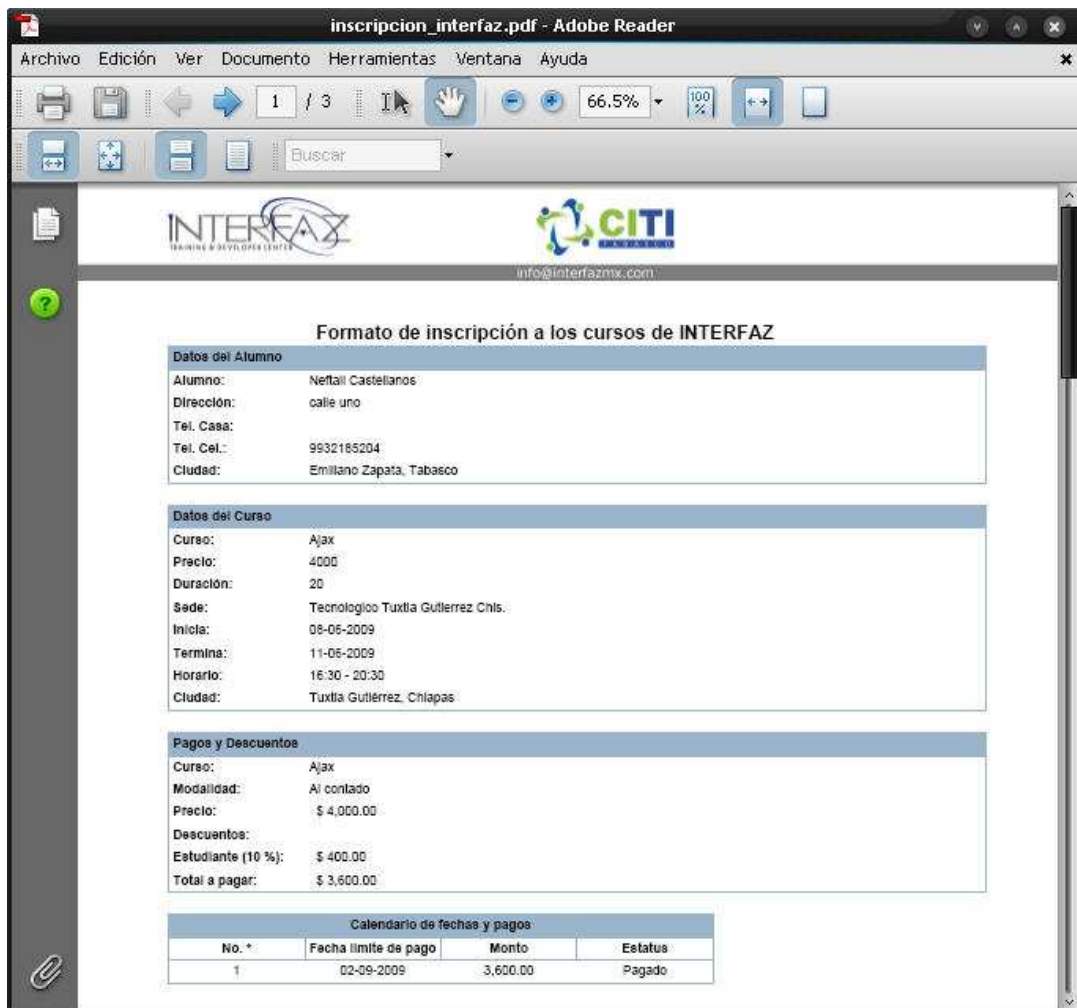 inscripcion_interfaz.pdf - Adobe Reader
Archivo Edición Ver Documento Herramientas Ventana Ayuda
1 / 3 66.5% 100 %
Buscar
INTERFAZ CITI
TRAINING & DEVELOPER CENTER TABASCO
info@interfazmx.com
Formato de inscripción a los cursos de INTERFAZ
Datos del Alumno
Alumno: Neftali Castellanos
Dirección: calle uno
Tel. Casa:
Tel. Cel.: 9932165204
Ciudad: Emiliano Zapata, Tabasco
Datos del Curso
Curso: Ajax
Precio: 4000
Duración: 20
Sede: Tecnologico Tuxtla Gutierrez Chis.
Inicia: 08-06-2009
Termina: 11-06-2009
Horario: 16:30 - 20:30
Ciudad: Tuxtla Gutiérrez, Chiapas
Pagos y Descuentos
Curso: Ajax
Modalidad: Al contado
Precio: $ 4,000.00
Descuentos:
Estudiante (10 %): $ 400.00
Total a pagar: $ 3,600.00
Calendario de fechas y pagos
No. * Fecha limite de pago Monto Estatus
1 02-09-2009 3,600.00 Pagado